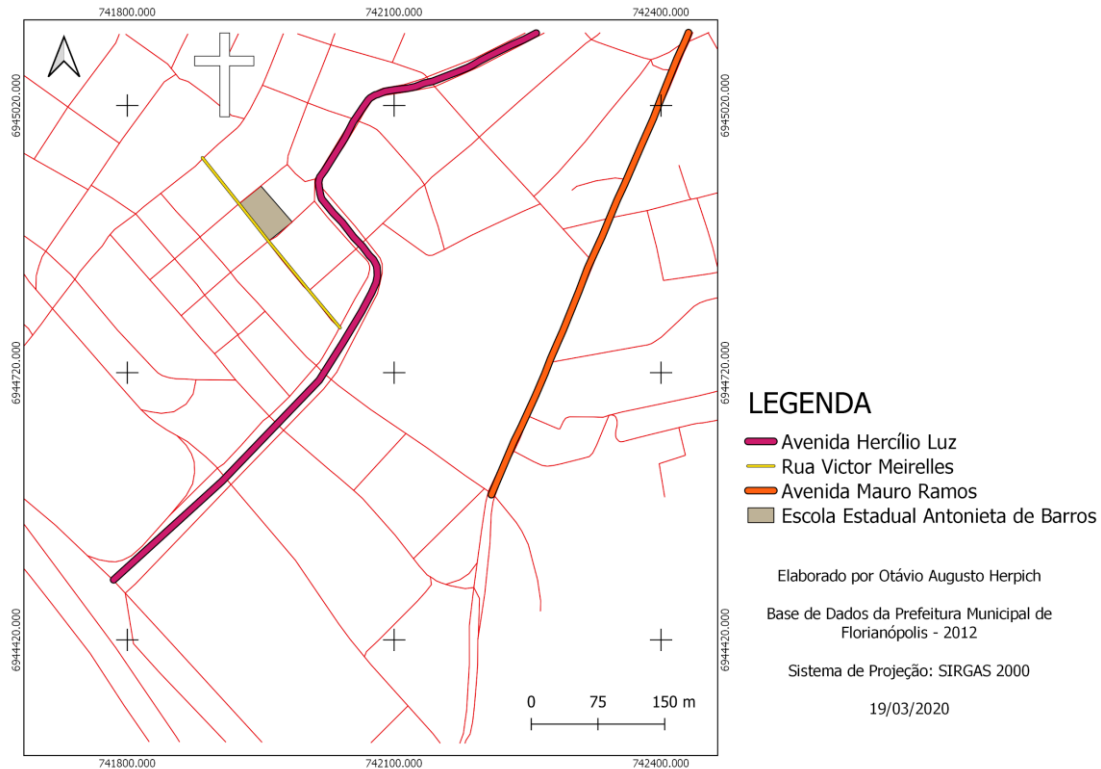 741800.000 742100.000 742400.000
6945020.000 6945020.000
6944720.000 6944720.000
6944420.000 6944420.000
LEGENDA
Avenida Hercílio Luz
Rua Victor Meirelles
Avenida Mauro Ramos
Escola Estadual Antonieta de Barros
Elaborado por Otávio Augusto Herpich
Base de Dados da Prefeitura Municipal de
Florianópolis - 2012
Sistema de Projeção: SIRGAS 2000
19/03/2020
0 75 150 m
741800.000 742100.000 742400.000